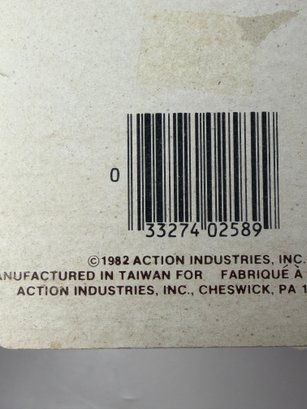 0
33274 02589
©1982 ACTION INDUSTRIES, INC.
ANUFACTURED IN TAIWAN FOR FABRIQUÉ À
ACTION INDUSTRIES, INC., CHESWICK, PA 1